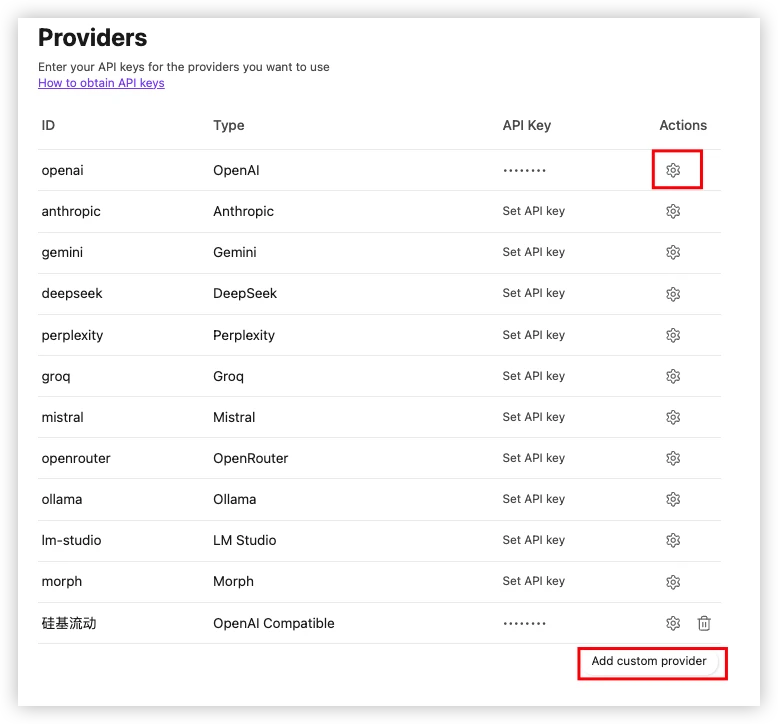 Providers
Enter your API keys for the providers you want to use
How to obtain API keys
ID Type API Key Actions
openai OpenAI ••••••••
anthropic Anthropic Set API key
gemini Gemini Set API key
deepseek DeepSeek Set API key
perplexity Perplexity Set API key
groq Groq Set API key
mistral Mistral Set API key
openrouter OpenRouter Set API key
ollama Ollama Set API key
lm-studio LM Studio Set API key
morph Morph Set API key
硅基流动 OpenAI Compatible ••••••••
Add custom provider